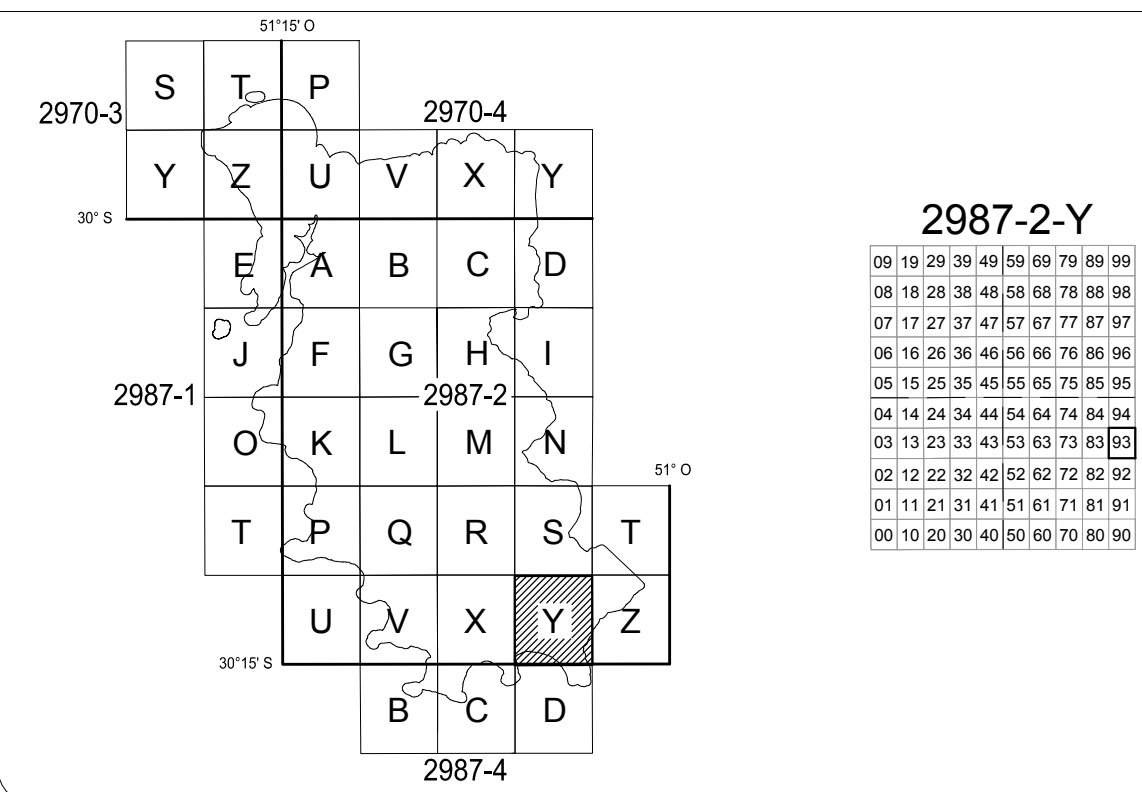 51°15' O
S T P
2970-3 2970-4
Y Z U V X Y
30° S
E A B C D
J F G H I
2987-1 2987-2
O K L M N
51° O
T P Q R S T
U V X Y Z
30°15' S
B C D
2987-4
2987-2-Y
09 19 29 39 49 59 69 79 89 99
08 18 28 38 48 58 68 78 88 98
07 17 27 37 47 57 67 77 87 97
06 16 26 36 46 56 66 76 86 96
05 15 25 35 45 55 65 75 85 95
04 14 24 34 44 54 64 74 84 94
03 13 23 33 43 53 63 73 83 93
02 12 22 32 42 52 62 72 82 92
01 11 21 31 41 51 61 71 81 91
00 10 20 30 40 50 60 70 80 90